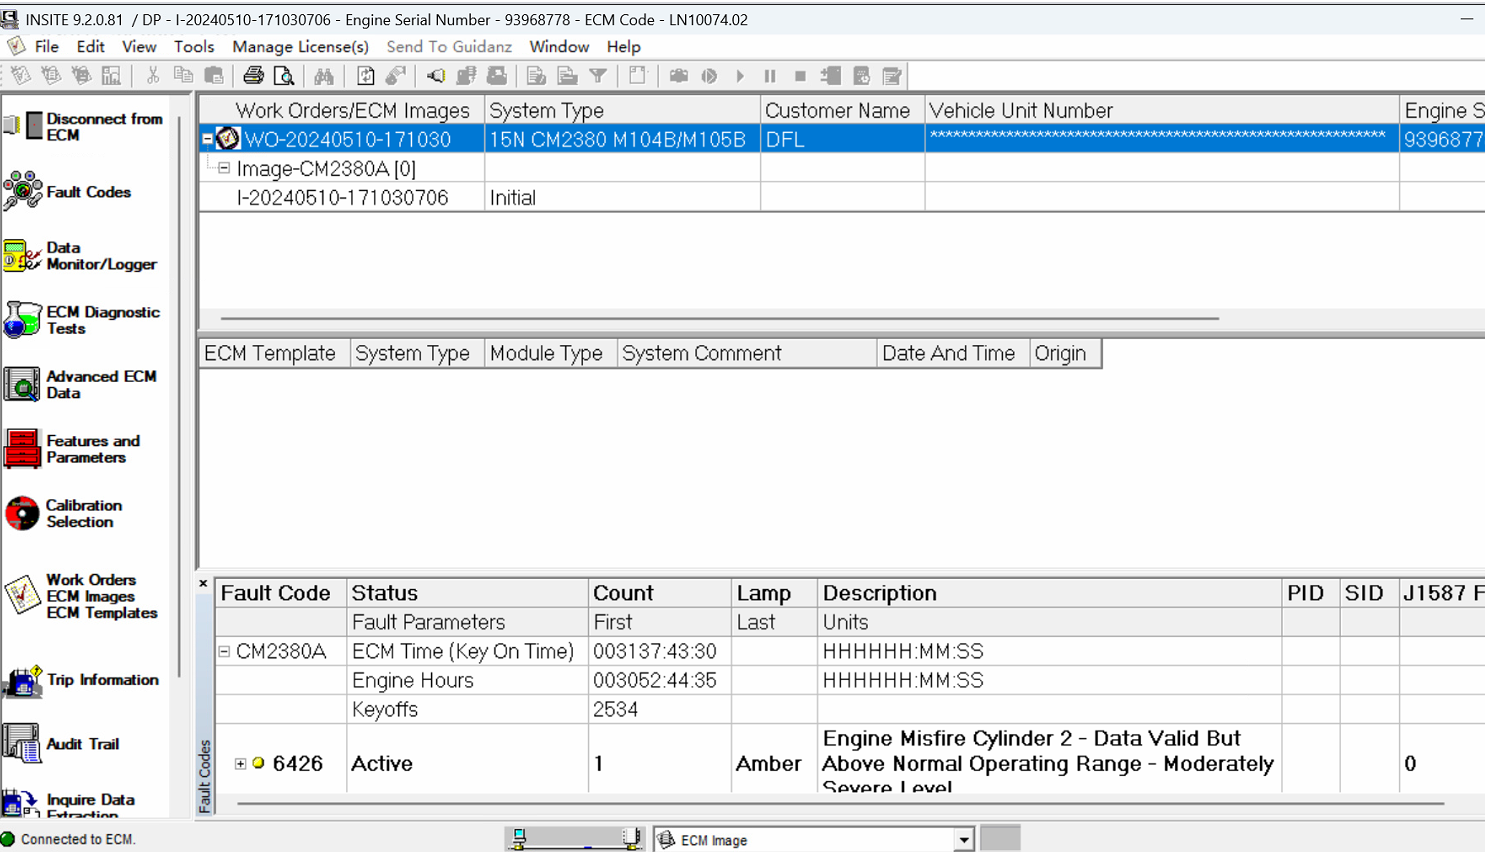 INSITE 9.2.0.81 / DP - I-20240510-171030706 - Engine Serial Number - 93968778 - ECM Code - LN10074.02
File Edit View Tools Manage License(s) Send To Guidanz Window Help
Disconnect from
ECM
Fault Codes
Data
Monitor/Logger
ECM Diagnostic
Tests
Advanced ECM
Data
Features and
Parameters
Calibration
Selection
Work Orders
ECM Images
ECM Templates
Trip Information
Audit Trail
Inquire Data
Extraction
Work Orders/ECM Images System Type Customer Name Vehicle Unit Number Engine S
WO-20240510-171030 15N CM2380 M104B/M105B DFL 9396877
Image-CM2380A [0]
I-20240510-171030706 Initial
ECM Template System Type Module Type System Comment Date And Time Origin
Fault Codes
Fault Code Status Count Lamp Description PID SID J1587 F
Fault Parameters First Last Units
CM2380A ECM Time (Key On Time) 003137:43:30 HHHHHH:MM:SS
Engine Hours 003052:44:35 HHHHHH:MM:SS
Keyoffs 2534
6426 Active 1 Amber Engine Misfire Cylinder 2 - Data Valid But
Above Normal Operating Range - Moderately
Severe Level 0
Connected to ECM.
ECM Image